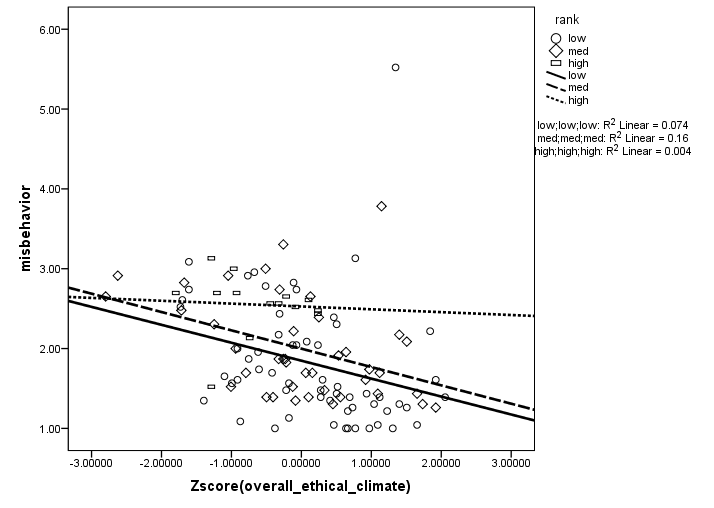 rank
low
med
high
low
med
high
low;low;low: R2 Linear = 0.074
med;med;med: R2 Linear = 0.16
high;high;high: R2 Linear = 0.004
misbehavior
6.00
5.00
4.00
3.00
2.00
1.00
-3.00000 -2.00000 -1.00000 0.00000 1.00000 2.00000 3.00000
Zscore(overall_ethical_climate)